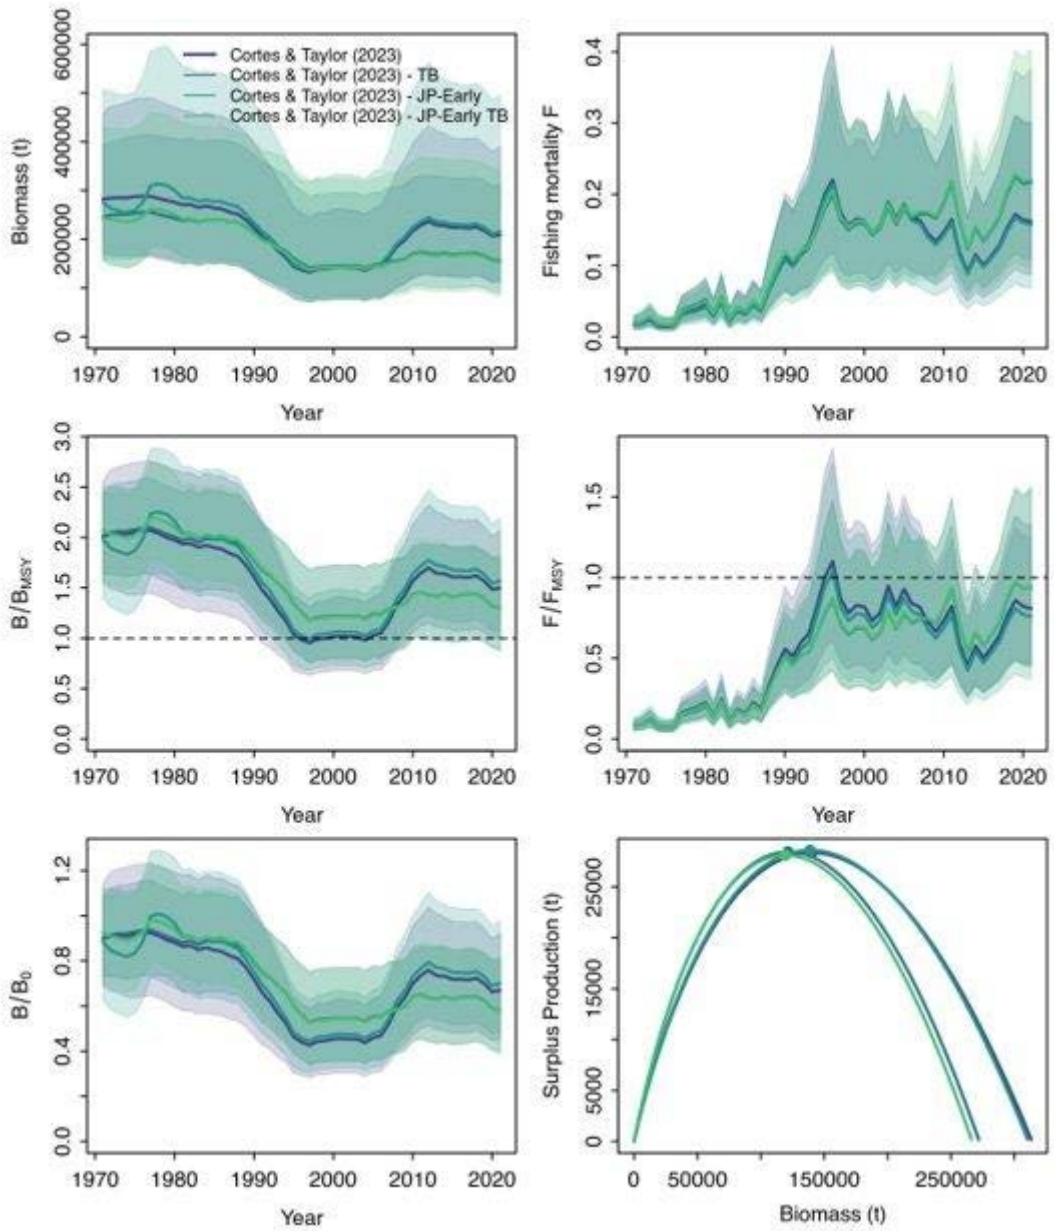 Cortes & Taylor (2023)
Cortes & Taylor (2023) - TB
Cortes & Taylor (2023) - JP-Early
Cortes & Taylor (2023) - JP-Early TB
Biomass (t)
0
200000
400000
600000
1970 1980 1990 2000 2010 2020
Year
Fishing mortality F
0.0 0.1 0.2 0.3 0.4
1970 1980 1990 2000 2010 2020
Year
B/BMSY
0.0 0.5 1.0 1.5 2.0 2.5 3.0
1970 1980 1990 2000 2010 2020
Year
F/FMSY
0.0 0.5 1.0 1.5
1970 1980 1990 2000 2010 2020
Year
B/B0
0.0 0.4 0.8 1.2
1970 1980 1990 2000 2010 2020
Year
Surplus Production (t)
0 5000 15000 25000
0 50000 150000 250000
Biomass (t)